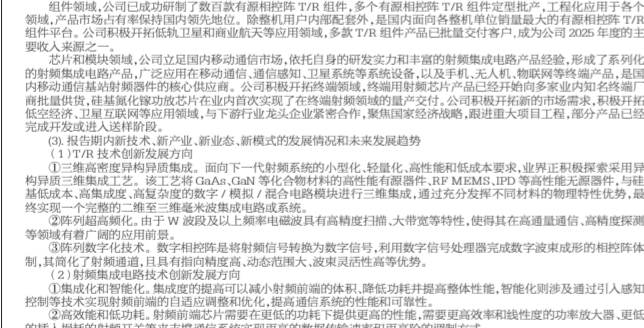 组件领域,公司已成功研制了数百款有源相控阵 T/R 组件,多个有源相控阵 T/R 组件定型批产,工程化应用于各个
领域,产品市场占有率保持国内领先地位。除整机用户内部配套外,是国内面向各整机单位销量最大的有源相控阵 T/R
组件平台。公司积极开拓低轨卫星和商业航天等应用领域,多款 T/R 组件产品已批量交付客户,成为公司 2025 年度的主
要收入来源之一。
芯片和模块领域,公司立足国内移动通信市场,依托自身的研发实力和丰富的射频集成电路产品经验,形成了系列化
的射频集成电路产品,广泛应用在移动通信、通信感知、卫星系统等系统设备,以及手机、无人机、物联网等终端产品,是国
内移动通信基站射频器件的核心供应商。公司积极开拓终端领域,终端用射频芯片产品已经开始向多家业内知名终端厂
商批量供货,硅基氮化镓功放芯片在业内首次实现了在终端射频领域的量产交付。公司积极开拓新的市场需求,积极开拓
低空经济、卫星互联网等应用领域,与下游行业龙头企业紧密合作,聚焦国家经济战略,跟进重大项目工程,部分产品已经
完成开发或进入送样阶段。
(3). 报告期内新技术、新产业、新业态、新模式的发展情况和未来发展趋势
(1)T/R 技术创新发展方向
①三维高密度异构异质集成。面向下一代射频系统的小型化、轻量化、高性能和低成本要求,业界正积极探索采用异
构异质三维集成工艺。该工艺将 GaAs、GaN 等化合物材料的高性能有源器件、RF MEMS、IPD 等高性能无源器件,与硅
基低成本、高集成度、高复杂度的数字 / 模拟 / 混合电路模块进行三维集成,通过充分发挥不同材料的物理特性优势,最
终实现一个完整的二维至三维毫米波集成电路或系统。
②阵列超高频化。由于 W 波段及以上频率电磁波具有高精度扫描、大带宽等特性,使得其在高通量通信、高精度探测
等领域有着广阔的应用前景。
③阵列数字化技术。数字相控阵是将射频信号转换为数字信号,利用数字信号处理器完成数字波束成形的相控阵体
制,其简化了射频通道,且具有指向精度高、动态范围大、波束灵活性高等优势。
(2)射频集成电路技术创新发展方向
①集成化和智能化。集成度的提高可以减小射频前端的体积、降低功耗并提高整体性能,智能化则涉及通过引入感知
控制等技术实现射频前端的自适应调整和优化,提高通信系统的性能和可靠性。
②高效能和低功耗。射频前端芯片需要在更低的功耗下提供更高的性能,需要更高效率和线性度的功率放大器、更低